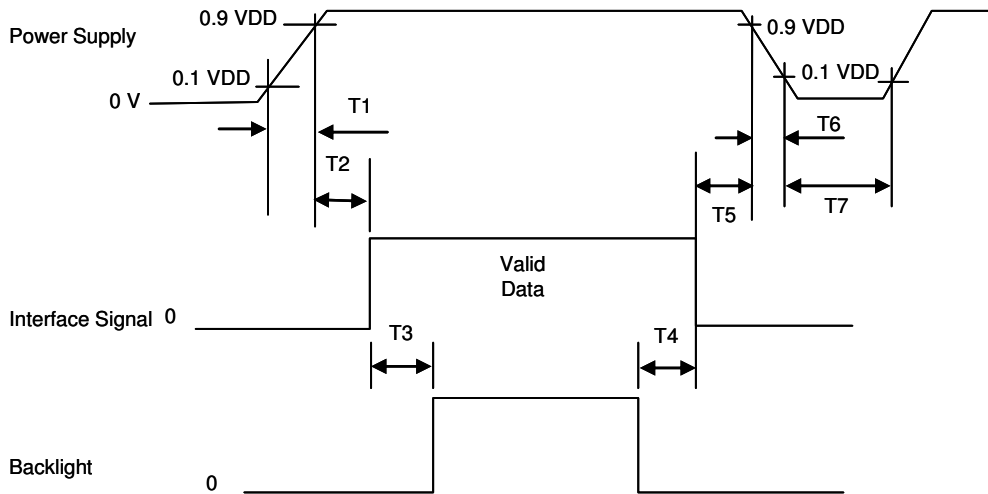 0.9 VDD
Power Supply
0.9 VDD
0.1 VDD
0.1 VDD
0 V
T1
T6
T2
T5
T7
Valid
Data
Interface Signal 0
T3
T4
Backlight
0